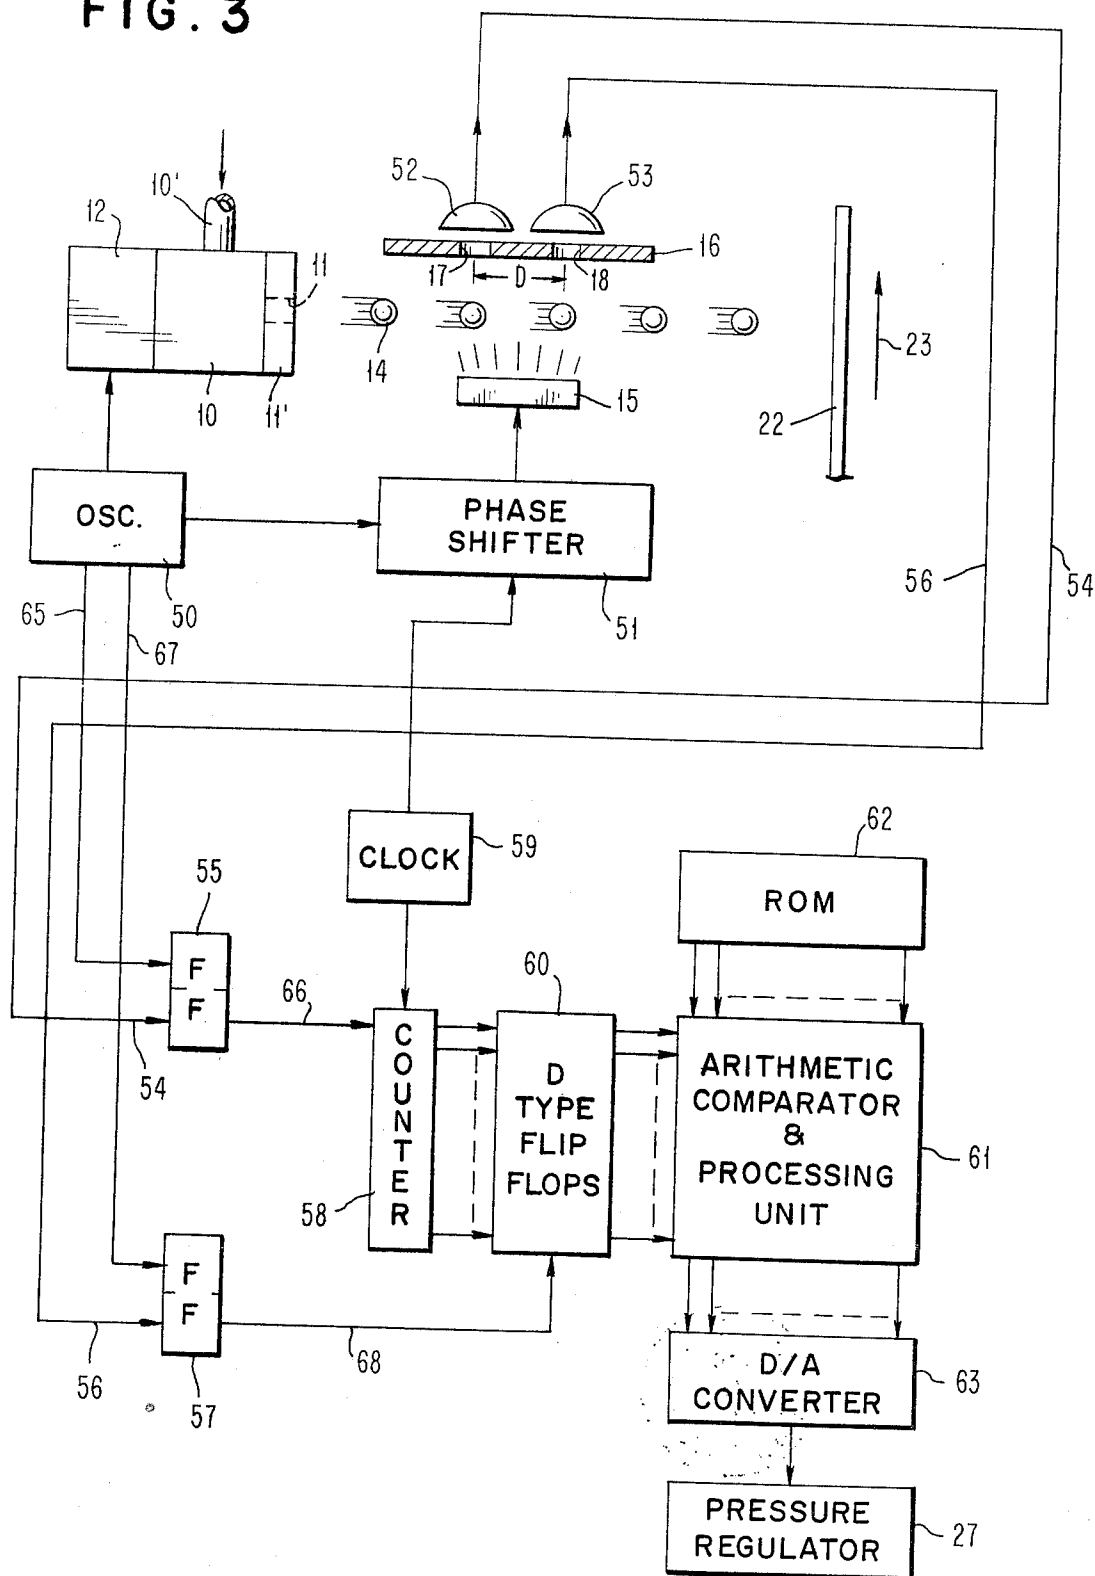 FIG. 3
52
53
10'
12
11
16
17
D
18
14
10
11'
15
22
23
OSC.
PHASE
SHIFTER
65
50
67
51
56
54
CLOCK
59
62
ROM
55
F
F
66
60
54
COUNTER
58
D
TYPE
FLIP
FLOPS
ARITHMETIC
COMPARATOR
&
PROCESSING
UNIT
61
F
F
56
57
68
D/A
CONVERTER
63
PRESSURE
REGULATOR
27